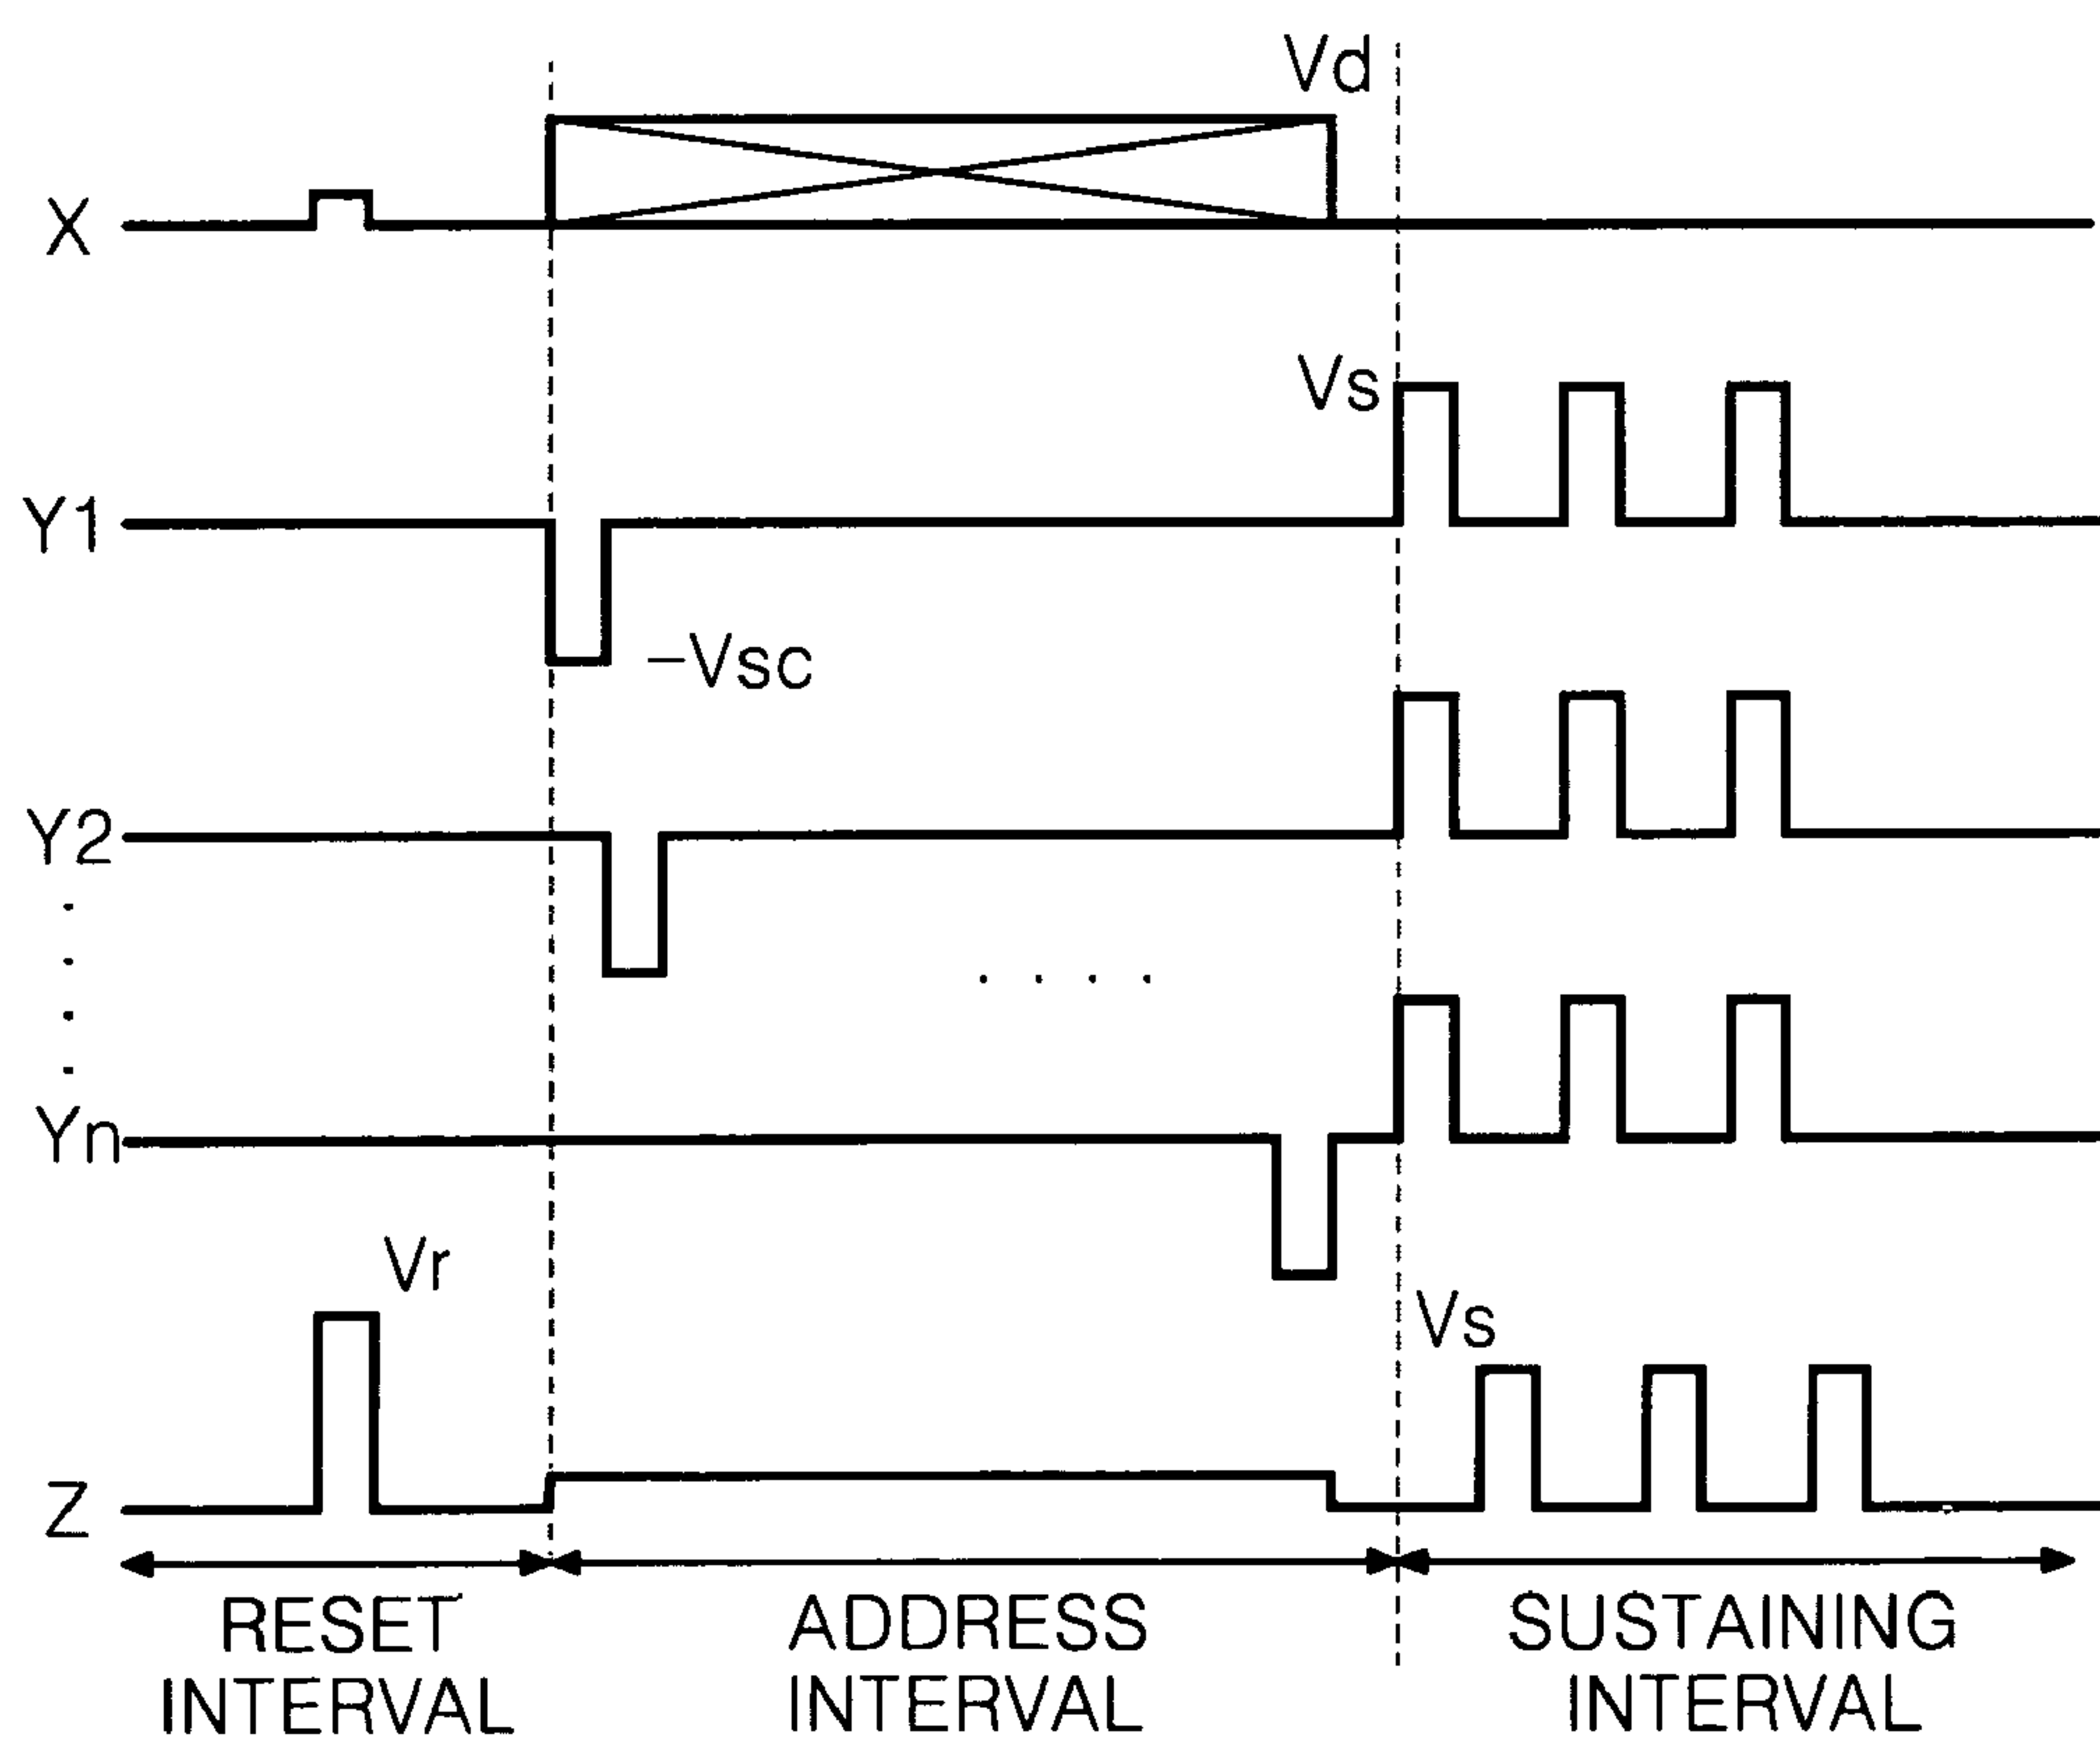 Vd
X
Vs
Y1
-Vsc
Y2
Yn
Vr
Vs
Z
RESET INTERVAL
ADDRESS INTERVAL
SUSTAINING INTERVAL